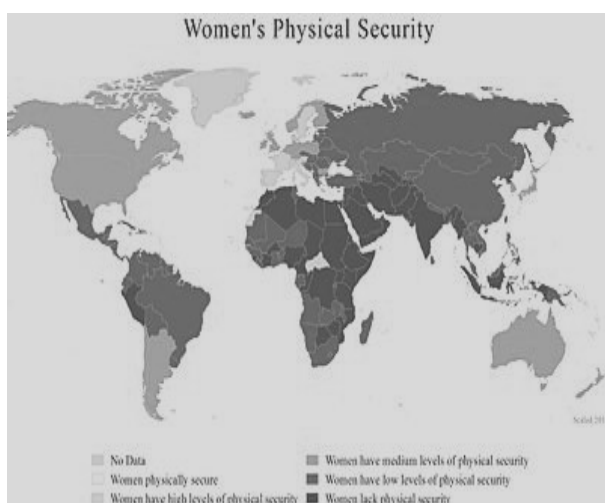 Women's Physical Security
Scaled
No Data
Women physically secure
Women have high levels of physical security
Women have medium levels of physical security
Women have low levels of physical security
Women lack physical security